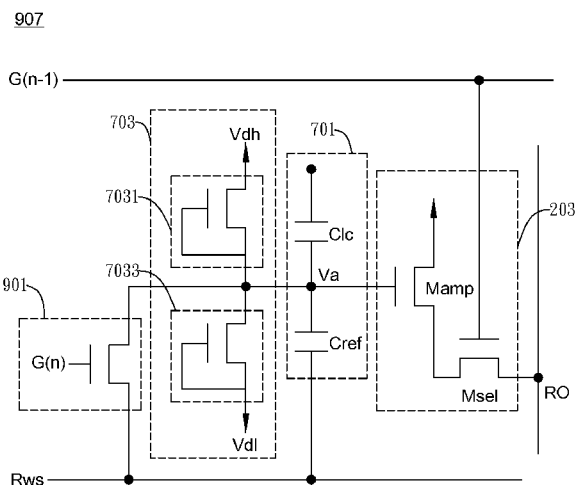 907
G(n-1)
703
Vdh
701
7031
203
Clc
7033
Va
901
Mamp
Cref
G(n)
Msel
RO
Vdl
Rws